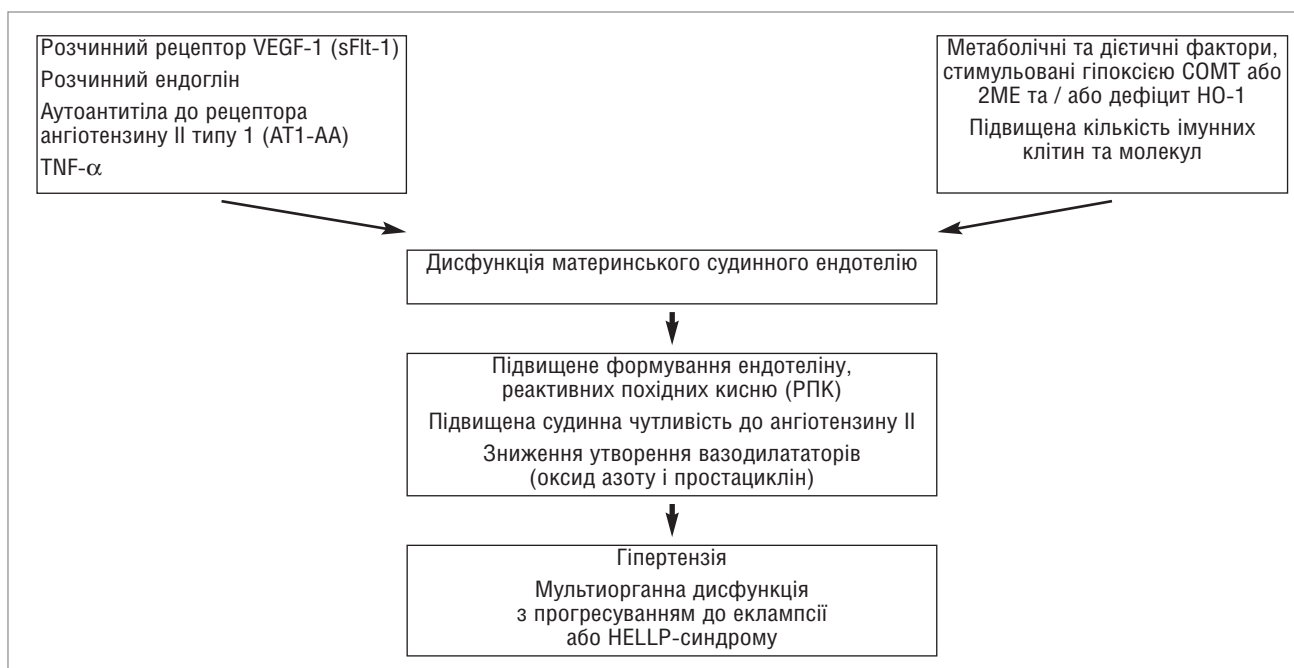 Розчинний рецептор VEGF-1 (sFlt-1)
Розчинний ендоглін
Аутоантитіла до рецептора
ангіотензину II типу 1 (AT1-AA)
TNF-α
Метаболічні та дієтичні фактори,
стимульовані гіпоксією COMT або
2ME та / або дефіцит HO-1
Підвищена кількість імунних
клітин та молекул
Дисфункція материнського судинного ендотелію
Підвищене формування ендотеліну,
реактивних похідних кисню (РПК)
Підвищена судинна чутливість до ангіотензину II
Зниження утворення вазодилататорів
(оксид азоту і простациклін)
Гіпертензія
Мультиорганна дисфункція
з прогресуванням до еклампсії
або HELLP-синдрому